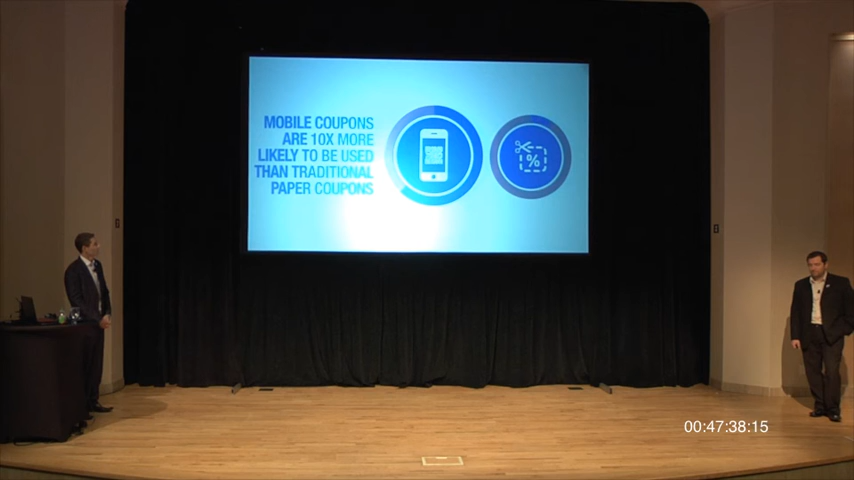 MOBILE COUPONS
ARE 10X MORE
LIKELY TO BE USED
THAN TRADITIONAL
PAPER COUPONS
%
00:47:38:15